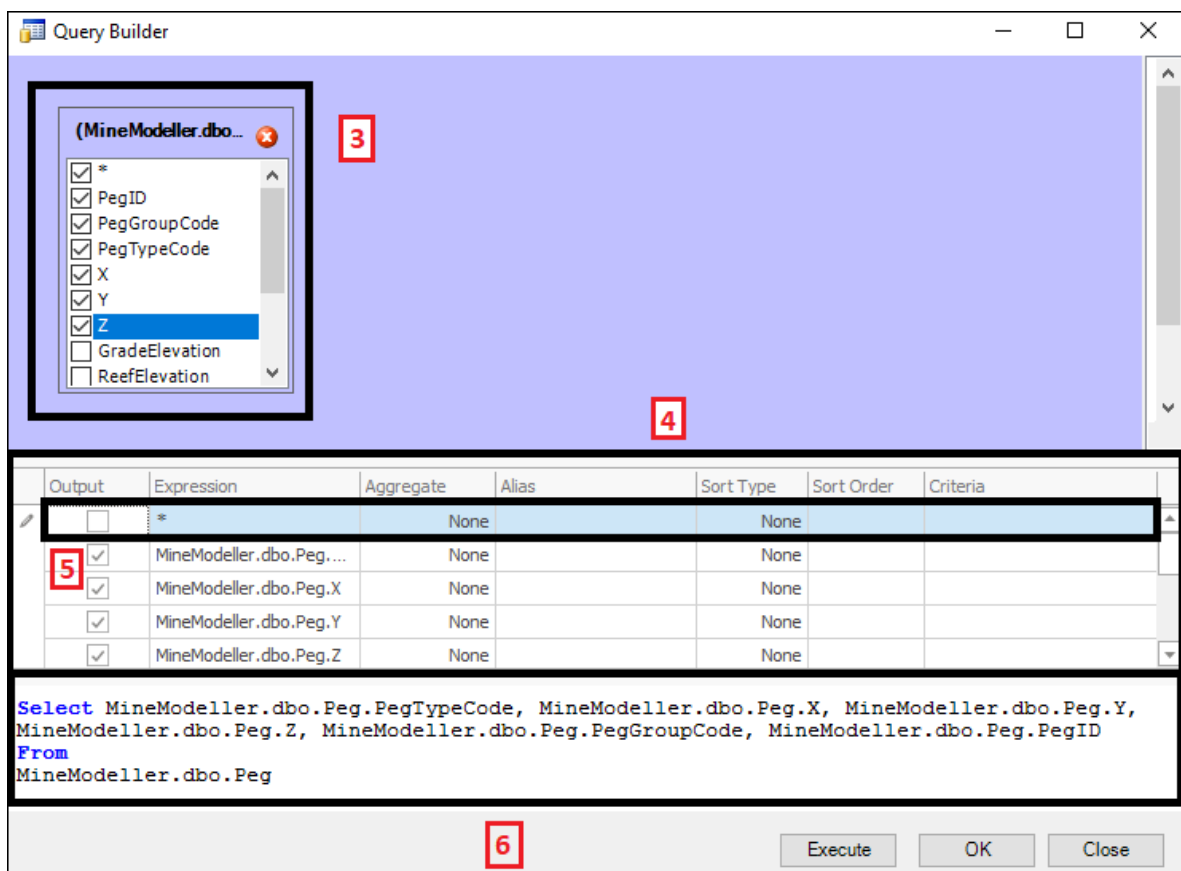 Query Builder
(MineModeller.dbo...
3
*
PegID
PegGroupCode
PegTypeCode
X
Y
Z
GradeElevation
ReefElevation
4
Output Expression Aggregate Alias Sort Type Sort Order Criteria
* None None
5
MineModeller.dbo.Peg.... None None
MineModeller.dbo.Peg.X None None
MineModeller.dbo.Peg.Y None None
MineModeller.dbo.Peg.Z None None
Select MineModeller.dbo.Peg.PegTypeCode, MineModeller.dbo.Peg.X, MineModeller.dbo.Peg.Y,
MineModeller.dbo.Peg.Z, MineModeller.dbo.Peg.PegGroupCode, MineModeller.dbo.Peg.PegID
From
MineModeller.dbo.Peg
6
Execute OK Close